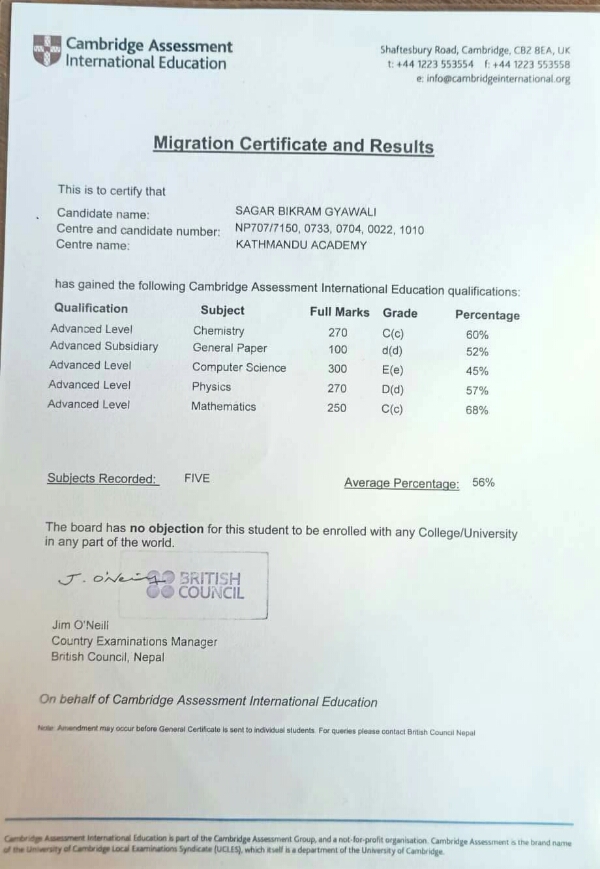 Cambridge Assessment
International Education
Shaftesbury Road, Cambridge, CB2 8EA, UK
t: +44 1223 553554 f: +44 1223 553558
e: info@cambridgeinternational.org
Migration Certificate and Results
This is to certify that
Candidate name: SAGAR BIKRAM GYAWALI
Centre and candidate number: NP707/7150, 0733, 0704, 0022, 1010
Centre name: KATHMANDU ACADEMY
has gained the following Cambridge Assessment International Education qualifications:
Qualification Subject Full Marks Grade Percentage
Advanced Level Chemistry 270 C(c) 60%
Advanced Subsidiary General Paper 100 d(d) 52%
Advanced Level Computer Science 300 E(e) 45%
Advanced Level Physics 270 D(d) 57%
Advanced Level Mathematics 250 C(c) 68%
Subjects Recorded: FIVE Average Percentage: 56%
The board has no objection for this student to be enrolled with any College/University
in any part of the world.
J. O'Neill
BRITISH
COUNCIL
Jim O'Neill
Country Examinations Manager
British Council, Nepal
On behalf of Cambridge Assessment International Education
Note: Amendment may occur before General Certificate is sent to individual students. For queries please contact British Council Nepal
Cambridge Assessment International Education is part of the Cambridge Assessment Group, and a not-for-profit organisation. Cambridge Assessment is the brand name
of the University of Cambridge Local Examinations Syndicate (UCLES), which itself is a department of the University of Cambridge.